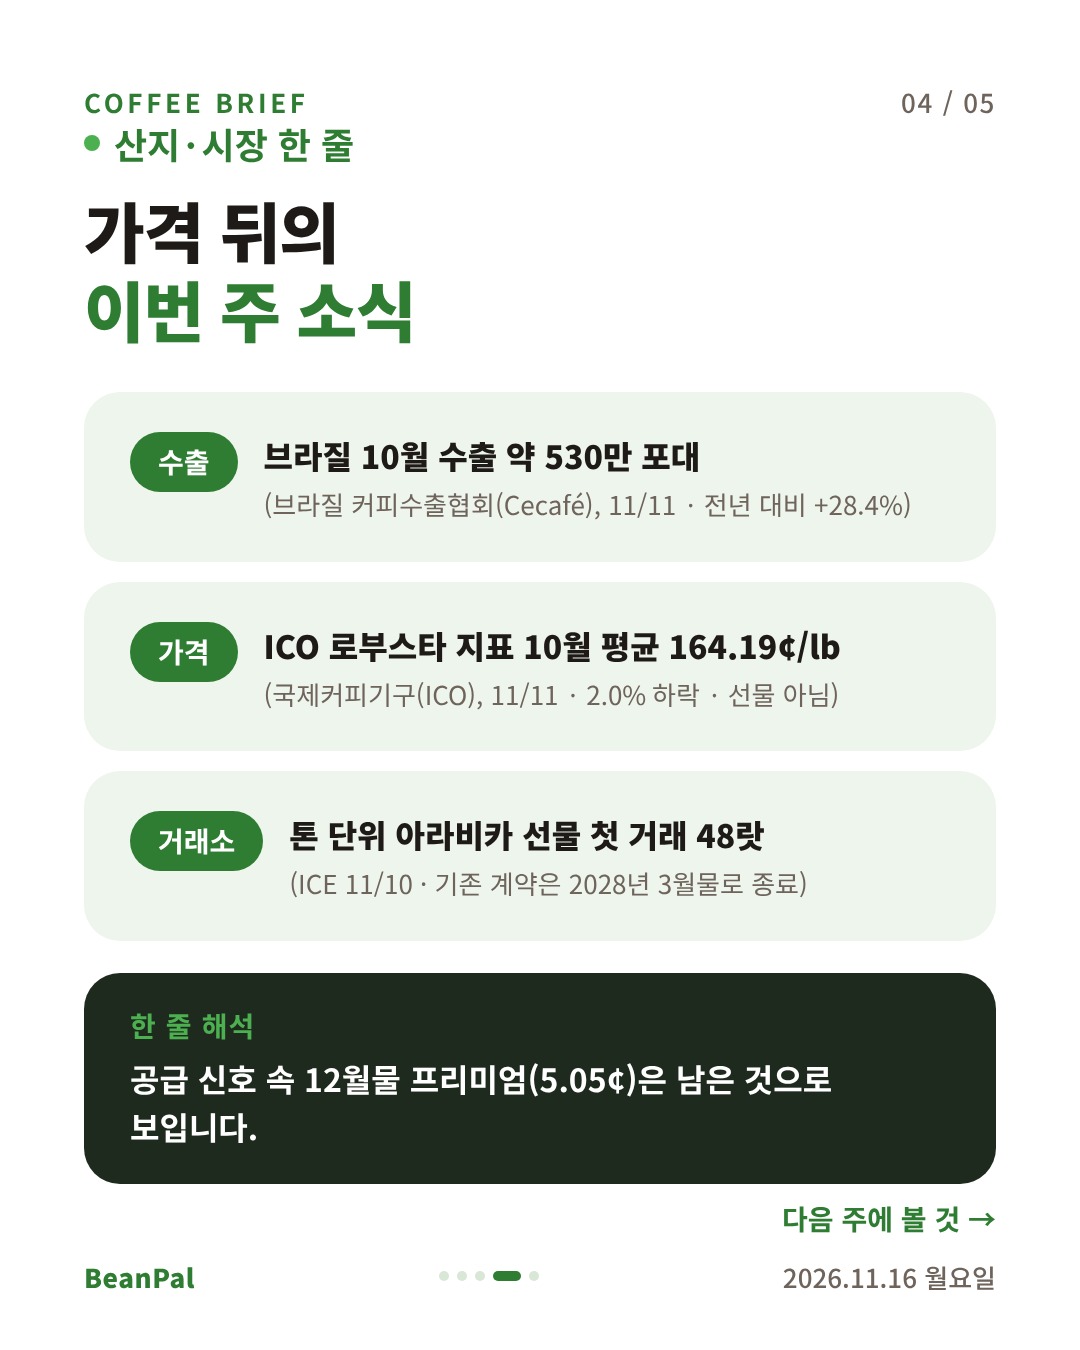 COFFEE BRIEF
04 / 05
산지·시장 한 줄
가격 뒤의
이번 주 소식
수출
브라질 10월 수출 약 530만 포대
(브라질 커피수출협회(Cecafé), 11/11 · 전년 대비 +28.4%)
가격
ICO 로부스타 지표 10월 평균 164.19¢/lb
(국제커피기구(ICO), 11/11 · 2.0% 하락 · 선물 아님)
거래소
톤 단위 아라비카 선물 첫 거래 48랏
(ICE 11/10 · 기존 계약은 2028년 3월물로 종료)
한 줄 해석
공급 신호 속 12월물 프리미엄(5.05¢)은 남은 것으로
보입니다.
다음 주에 볼 것 →
BeanPal
2026.11.16 월요일